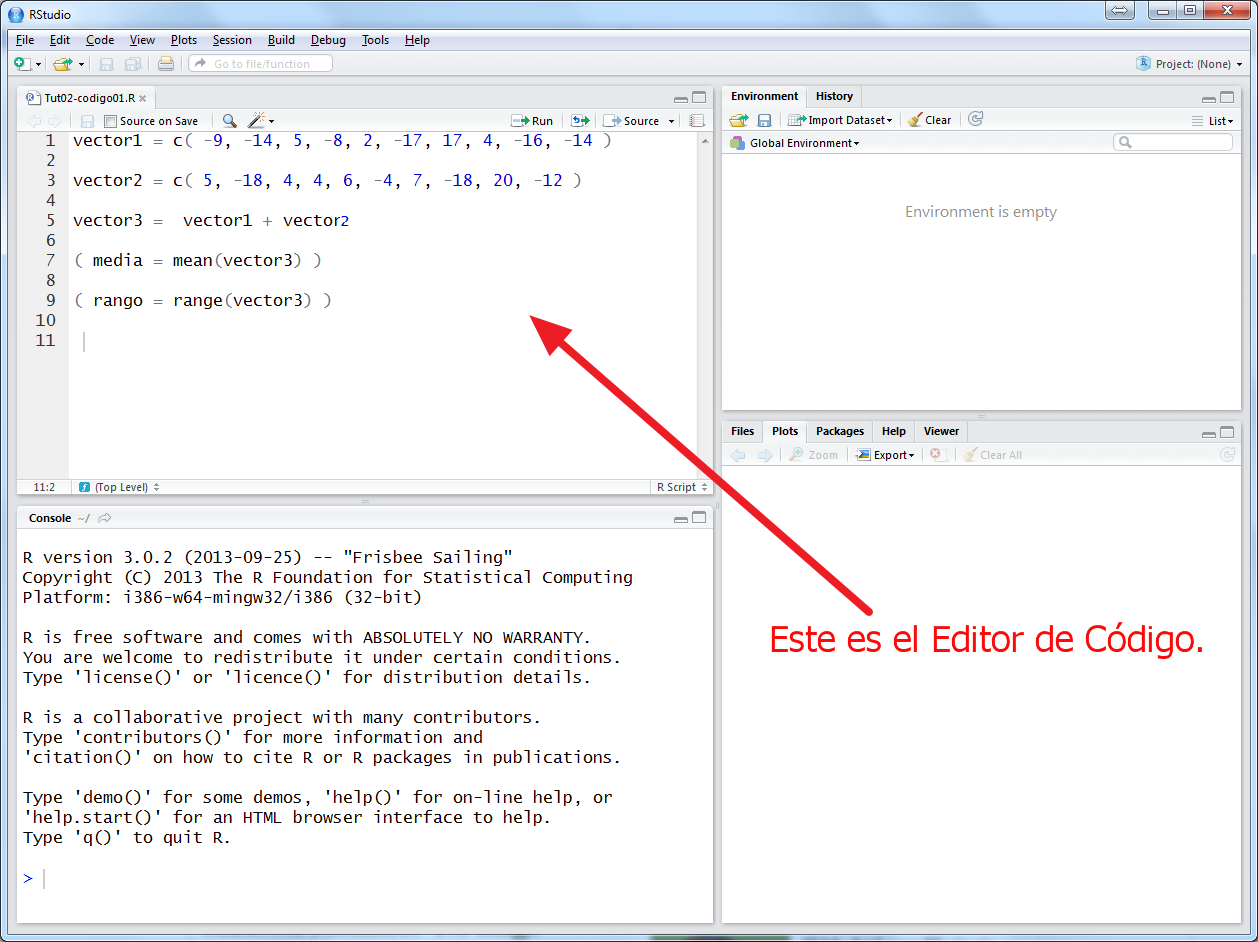 RStudio
File Edit Code View Plots Session Build Debug Tools Help
Go to file/function
Project: (None)
Tut02-codigo01.R
Source on Save Run Source
1 vector1 = c( -9, -14, 5, -8, 2, -17, 17, 4, -16, -14 )
2
3 vector2 = c( 5, -18, 4, 4, 6, -4, 7, -18, 20, -12 )
4
5 vector3 =  vector1 + vector2
6
7 ( media = mean(vector3) )
8
9 ( rango = range(vector3) )
10
11
11:2 (Top Level) R Script
Console ~/
R version 3.0.2 (2013-09-25) -- "Frisbee Sailing"
Copyright (C) 2013 The R Foundation for Statistical Computing
Platform: i386-w64-mingw32/i386 (32-bit)
R is free software and comes with ABSOLUTELY NO WARRANTY.
You are welcome to redistribute it under certain conditions.
Type 'license()' or 'licence()' for distribution details.
R is a collaborative project with many contributors.
Type 'contributors()' for more information and
'citation()' on how to cite R or R packages in publications.
Type 'demo()' for some demos, 'help()' for on-line help, or
'help.start()' for an HTML browser interface to help.
Type 'q()' to quit R.
>
Environment History
Import Dataset Clear List
Global Environment
Environment is empty
Files Plots Packages Help Viewer
Zoom Export Clear All
Este es el Editor de Código.